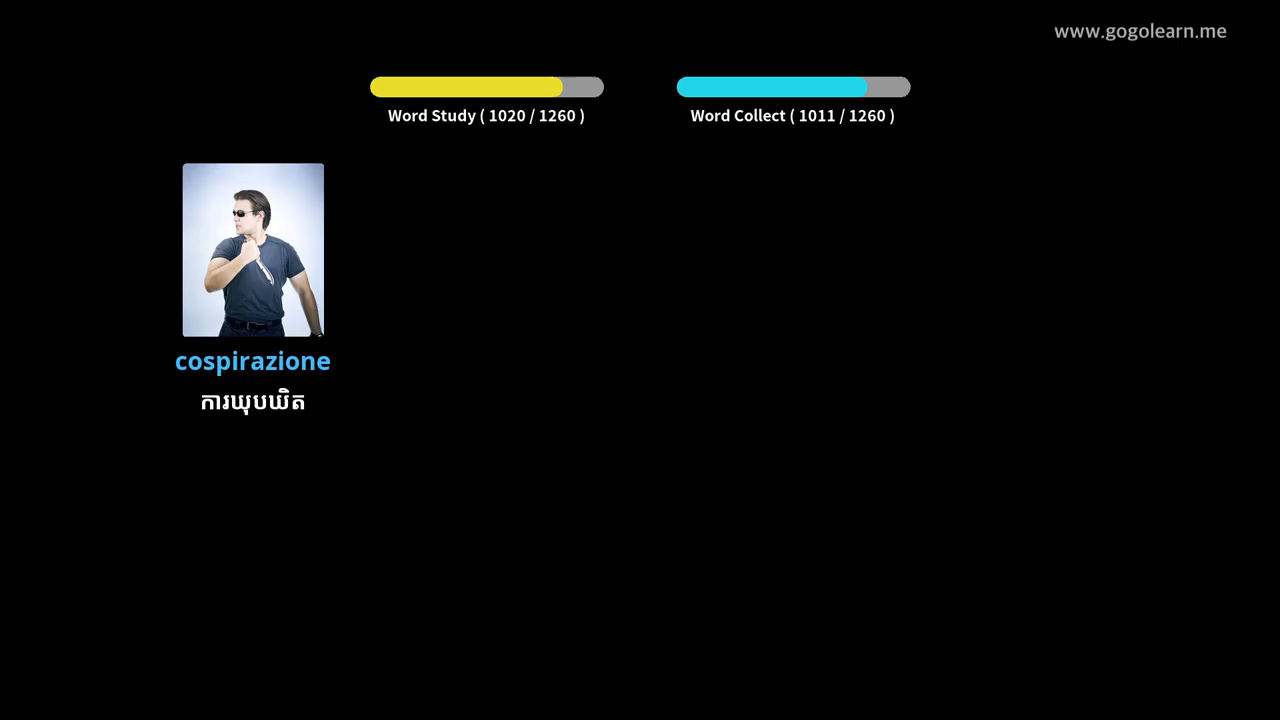 www.gogolearn.me
Word Study ( 1020 / 1260 )
Word Collect ( 1011 / 1260 )
cospirazione
ការឃុបឃិត